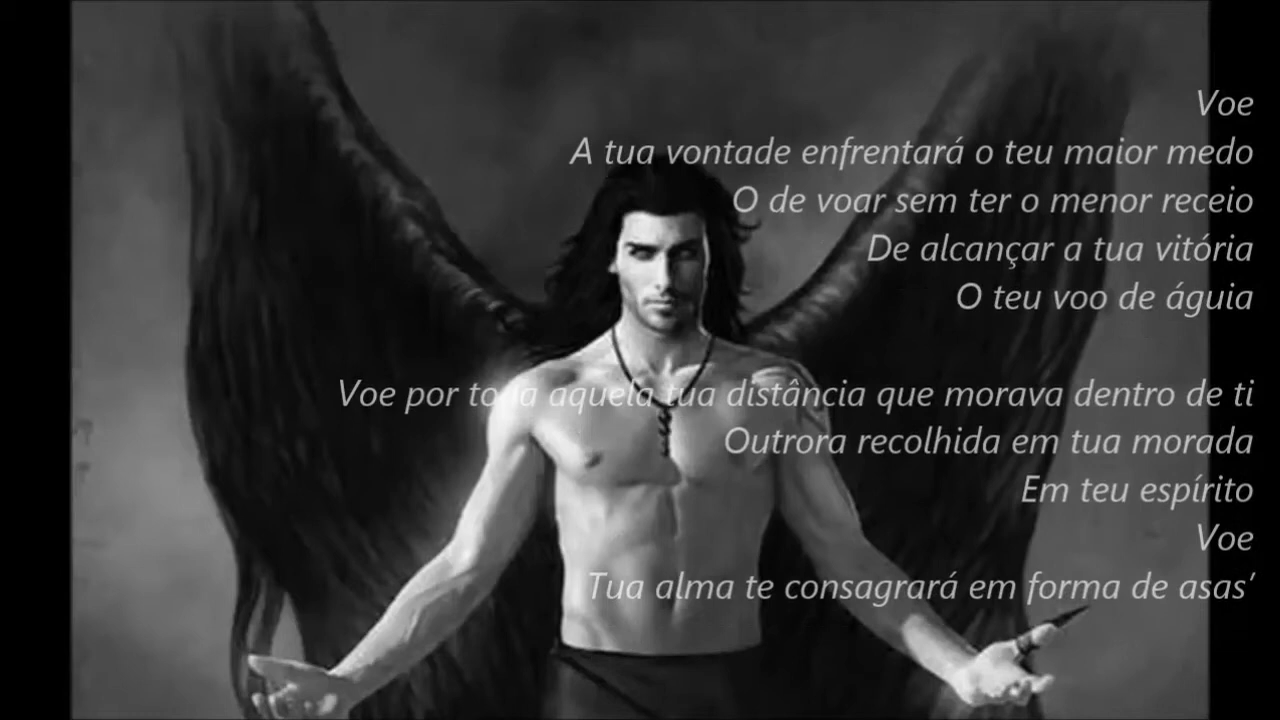 Voe
A tua vontade enfrentará o teu maior medo
O de voar sem ter o menor receio
De alcançar a tua vitória
O teu voo de águia
Voe por toda aquela tua distância que morava dentro de ti
Outrora recolhida em tua morada
Em teu espírito
Voe
Tua alma te consagrará em forma de asas'